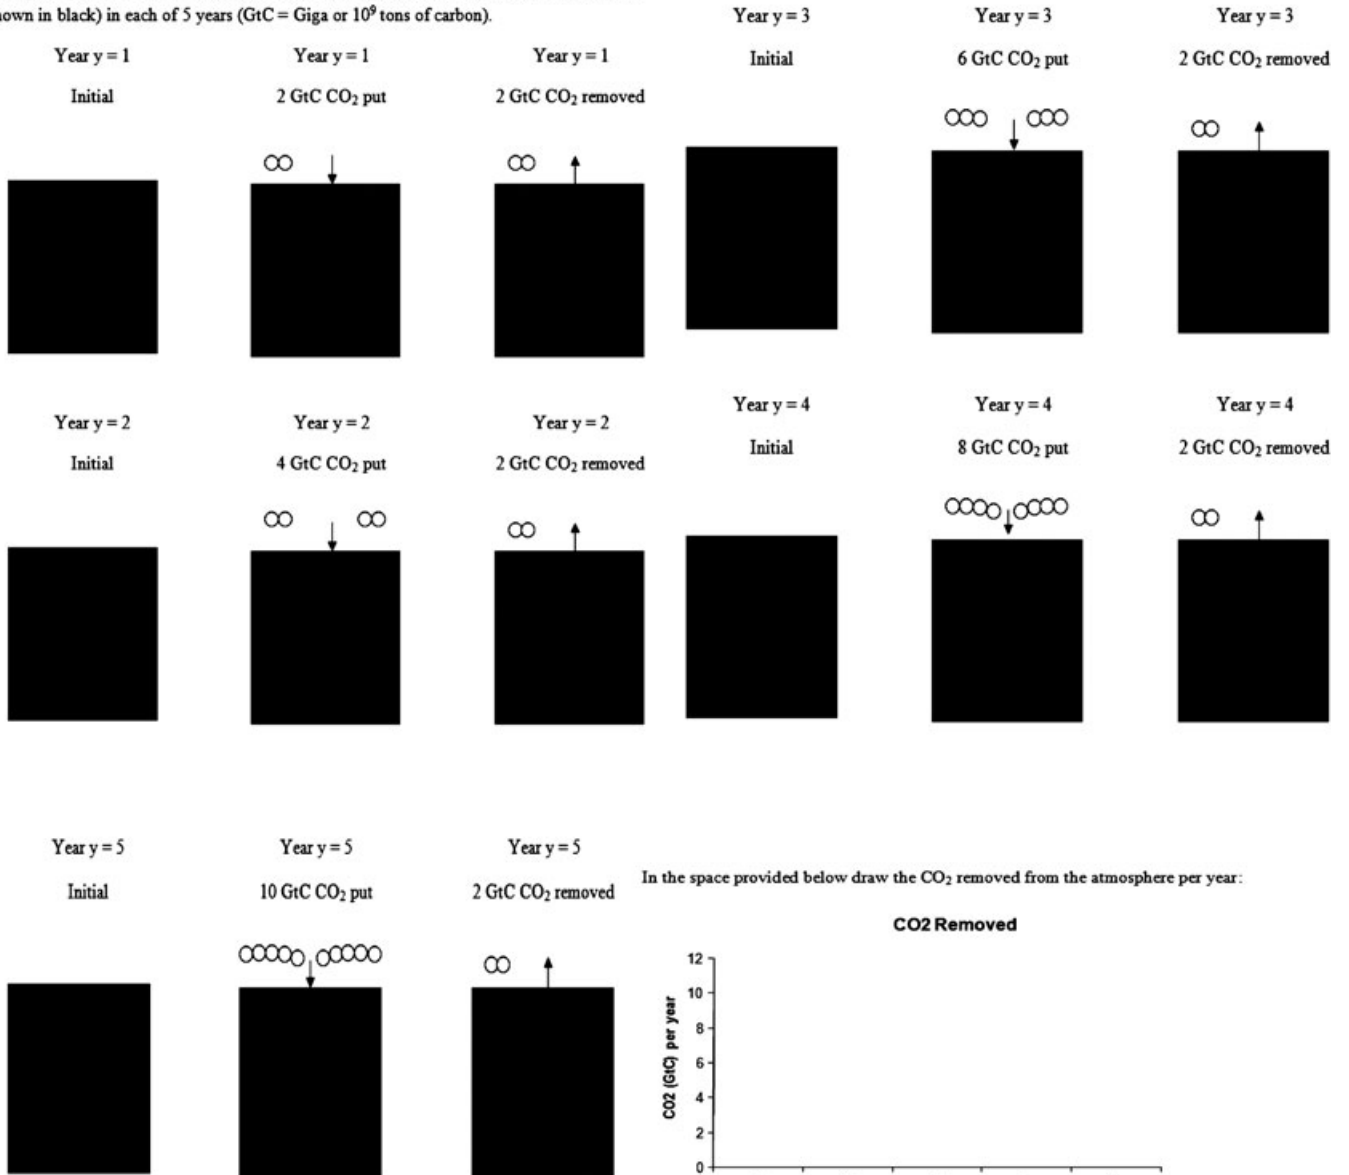 own in black) in each of 5 years (GtC = Giga or 10⁹ tons of carbon).
Year y = 1
Initial
Year y = 1
2 GtC CO₂ put
Year y = 1
2 GtC CO₂ removed
Year y = 2
Initial
Year y = 2
4 GtC CO₂ put
Year y = 2
2 GtC CO₂ removed
Year y = 3
Initial
Year y = 3
6 GtC CO₂ put
Year y = 3
2 GtC CO₂ removed
Year y = 4
Initial
Year y = 4
8 GtC CO₂ put
Year y = 4
2 GtC CO₂ removed
Year y = 5
Initial
Year y = 5
10 GtC CO₂ put
Year y = 5
2 GtC CO₂ removed
In the space provided below draw the CO₂ removed from the atmosphere per year:
CO2 Removed
CO2 (GtC) per year
12
10
8
6
4
2
0